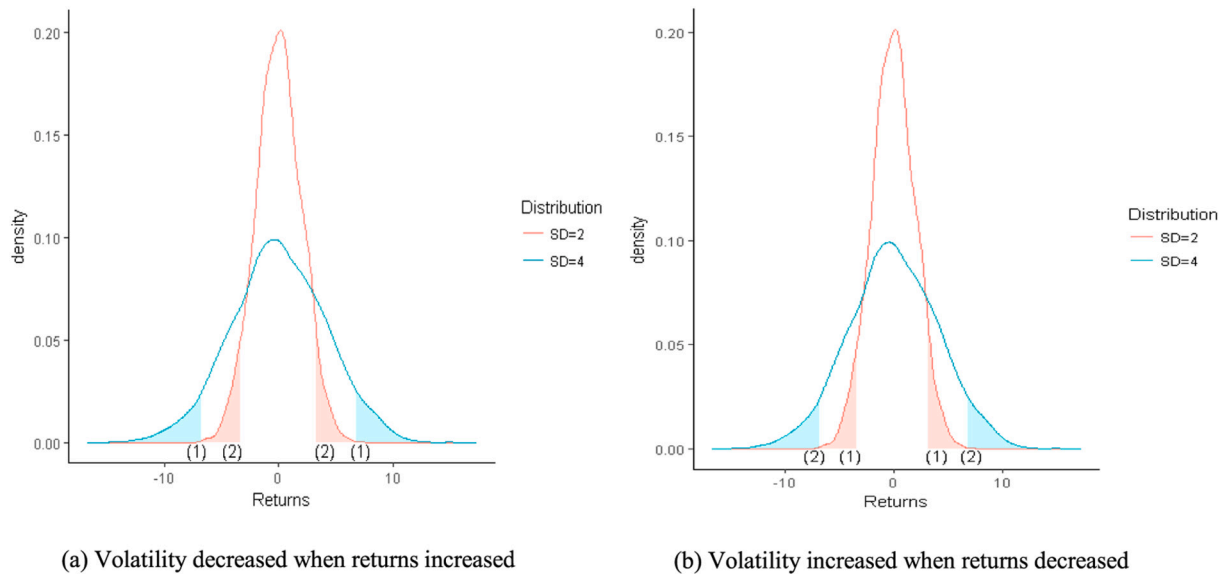 0.20
0.15
0.10
0.05
0.00
density
(1)
(2)
(2)
(1)
-10
0
10
Returns
Distribution
SD=2
SD=4
(a) Volatility decreased when returns increased
0.20
0.15
0.10
0.05
0.00
density
(2)
(1)
(1)
(2)
-10
0
10
Returns
Distribution
SD=2
SD=4
(b) Volatility increased when returns decreased